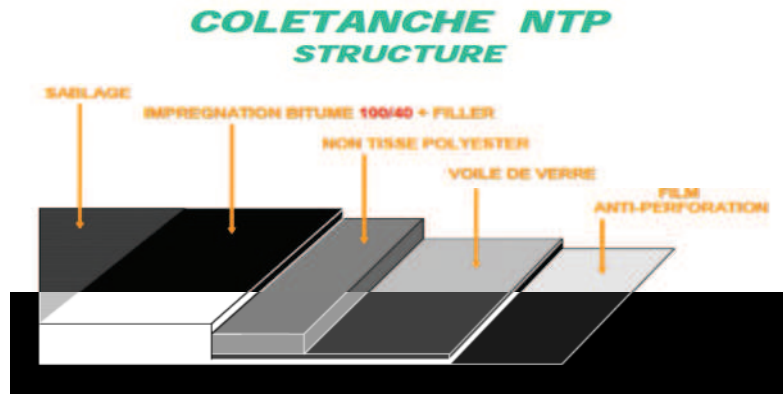 COLETANCHE NTP
STRUCTURE
SABLAGE
IMPREGNATION BITUME 100/40 + FILLER
NON TISSE POLYESTER
VOILE DE VERRE
FILM
ANTI-PERFORATION